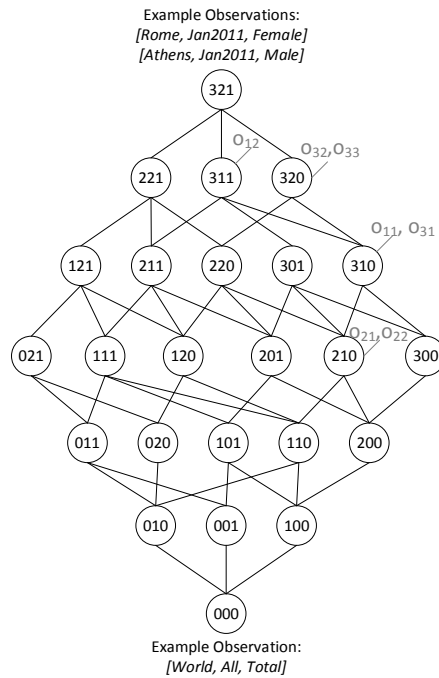 Example Observations:
[Rome, Jan2011, Female]
[Athens, Jan2011, Male]
321
O12
O32,O33
221 311 320
O11, O31
121 211 220 301 310
O21,O22
021 111 120 201 210 300
011 020 101 110 200
010 001 100
000
Example Observation:
[World, All, Total]